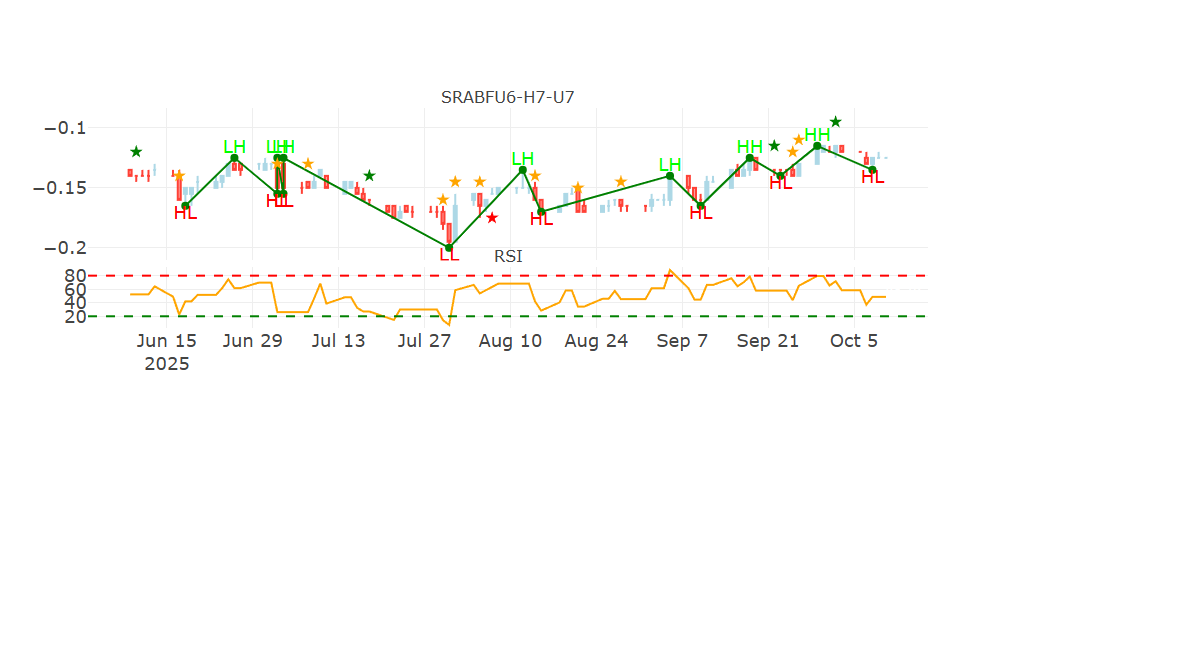 SRABFU6-H7-U7
−0.1
−0.15
−0.2
LH
LH
LH
LH
LH
HH
HH
HL
HL
HL
LL
HL
HL
HL
HL
RSI
80
60
40
20
Jun 15
2025
Jun 29
Jul 13
Jul 27
Aug 10
Aug 24
Sep 7
Sep 21
Oct 5